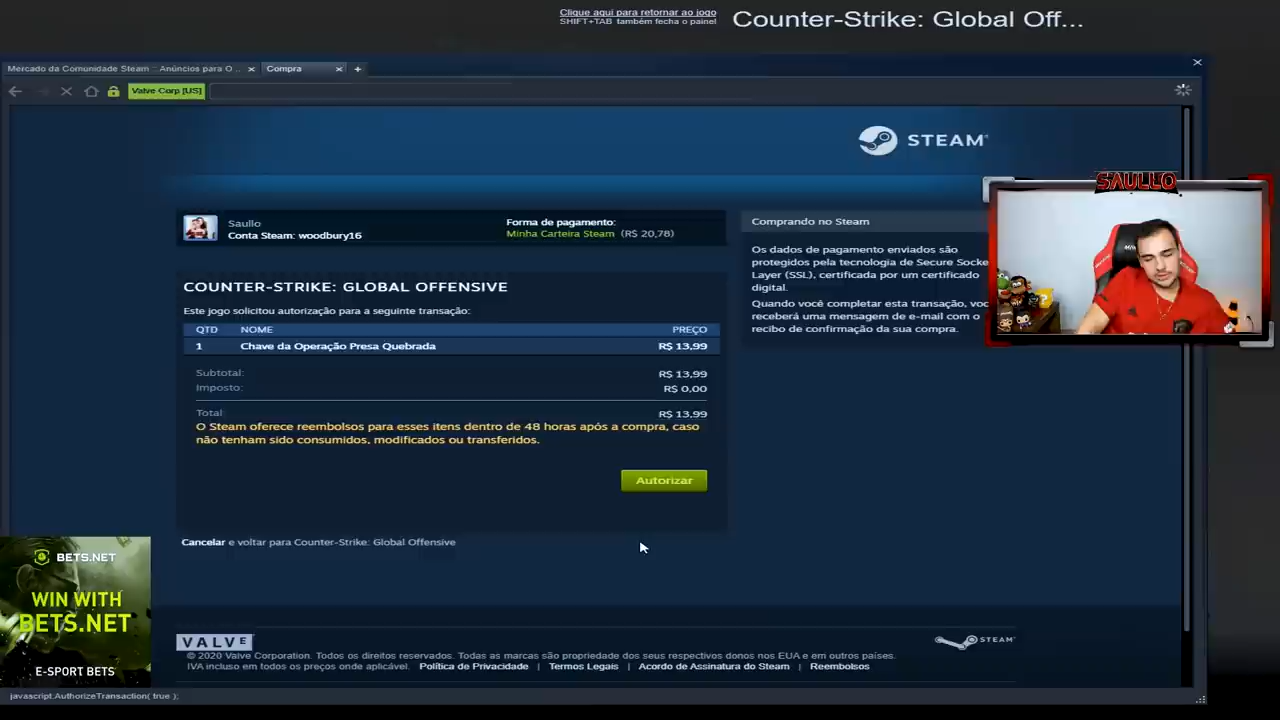 Clique aqui para retornar ao jogo
SHIFT+TAB também fecha o painel
Counter-Strike: Global Off...
Mercado da Comunidade Steam :: Anúncios para O ..
Compra
Valve Corp [US]
STEAM
SAULLO
Saullo
Conta Steam: woodbury16
Forma de pagamento:
Minha Carteira Steam (R$ 20,78)
Comprando no Steam
Os dados de pagamento enviados são
protegidos pela tecnologia de Secure Socke
Layer (SSL), certificada por um certificado
digital.
Quando você completar esta transação, voc
receberá uma mensagem de e-mail com o
recibo de confirmação da sua compra.
COUNTER-STRIKE: GLOBAL OFFENSIVE
Este jogo solicitou autorização para a seguinte transação:
QTD NOME PREÇO
1 Chave da Operação Presa Quebrada R$ 13,99
Subtotal: R$ 13,99
Imposto: R$ 0,00
Total: R$ 13,99
O Steam oferece reembolsos para esses itens dentro de 48 horas após a compra, caso
não tenham sido consumidos, modificados ou transferidos.
Autorizar
Cancelar e voltar para Counter-Strike: Global Offensive
BETS.NET
WIN WITH
BETS.NET
E-SPORT BETS
VALVE
STEAM
© 2020 Valve Corporation. Todos os direitos reservados. Todas as marcas são propriedade dos seus respectivos donos nos EUA e em outros países.
IVA incluso em todos os preços onde aplicável. Política de Privacidade | Termos Legais | Acordo de Assinatura do Steam | Reembolsos
javascript:AuthorizeTransaction( true );